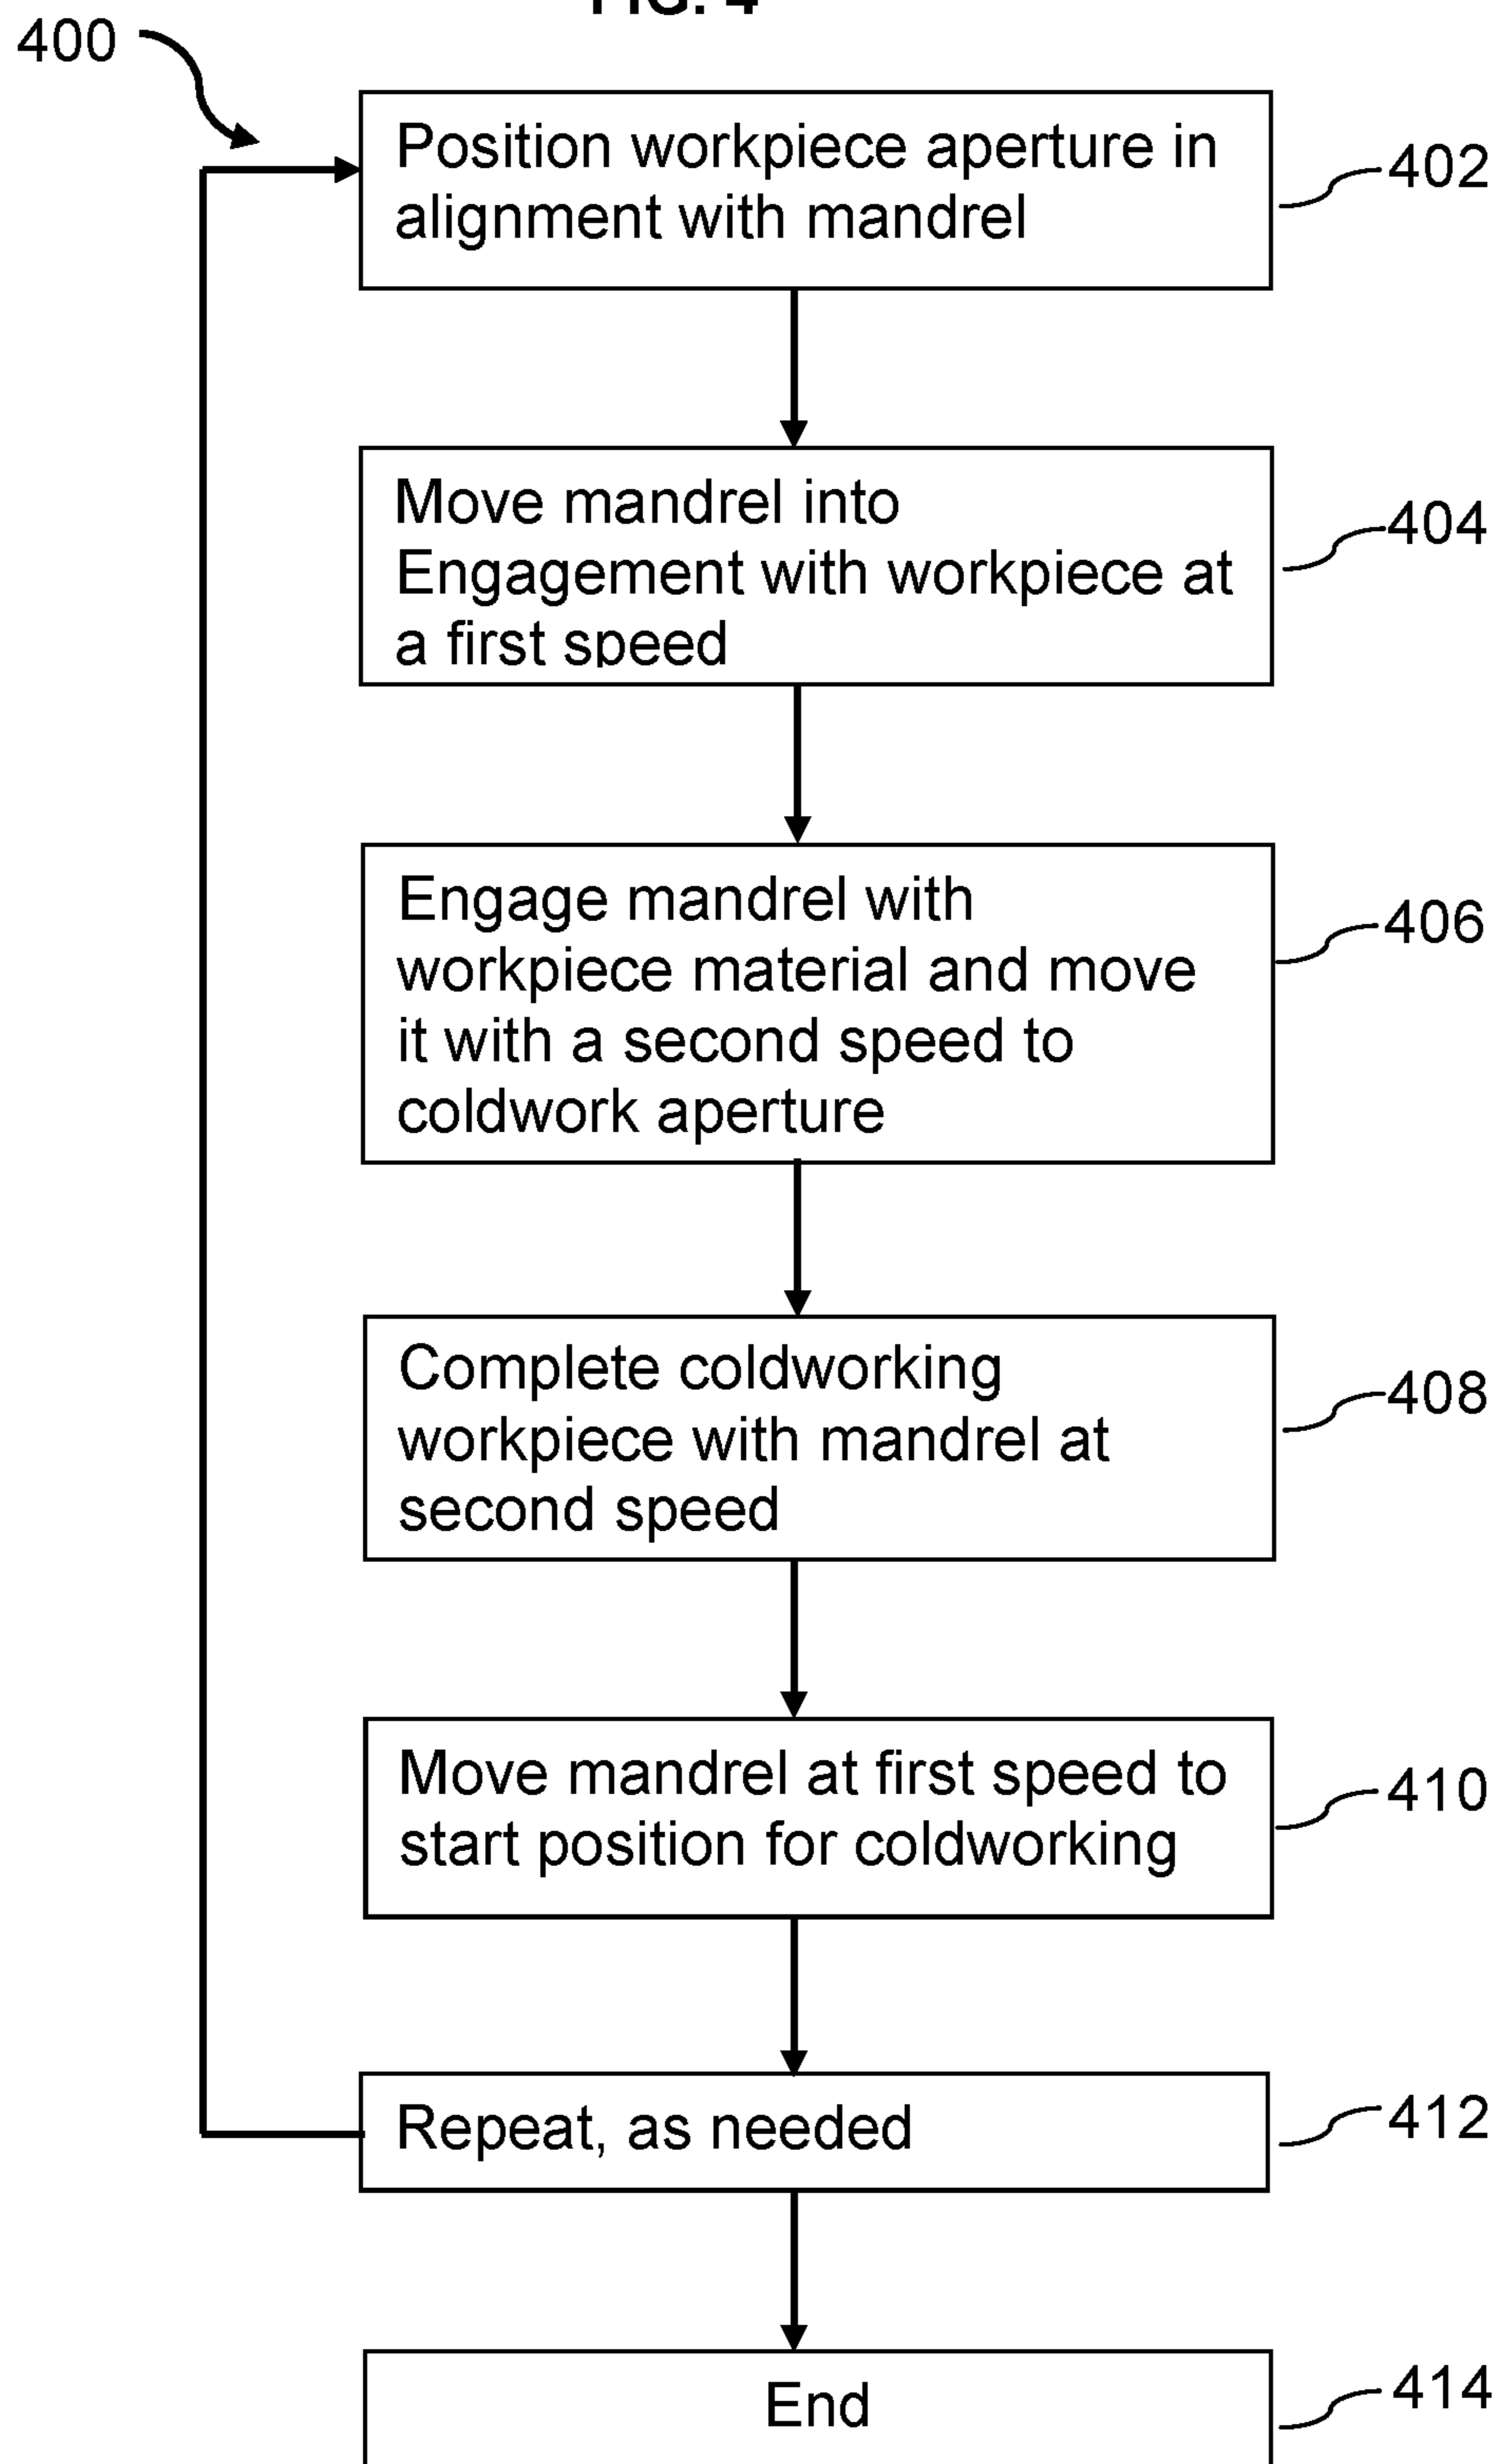 FIG. 4
400
Position workpiece aperture in
alignment with mandrel
402
Move mandrel into
Engagement with workpiece at
a first speed
404
Engage mandrel with
workpiece material and move
it with a second speed to
coldwork aperture
406
Complete coldworking
workpiece with mandrel at
second speed
408
Move mandrel at first speed to
start position for coldworking
410
Repeat, as needed
412
End
414